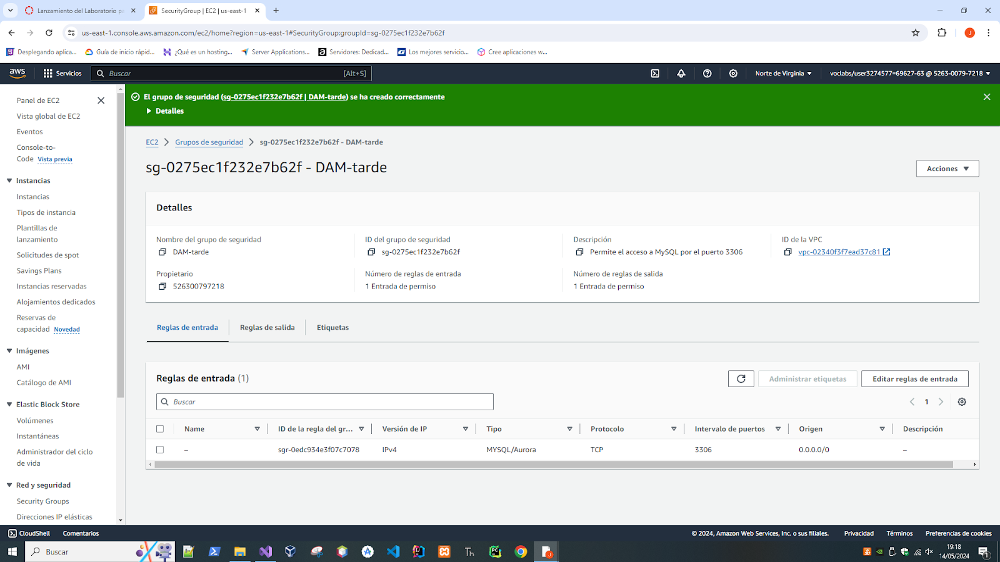 Lanzamiento del Laboratorio pa
SecurityGroup | EC2 | us-east-1
us-east-1.console.aws.amazon.com/ec2/home?region=us-east-1#SecurityGroup:groupId=sg-0275ec1f232e7b62f
J
Desplegando aplica...
Guía de inicio rápid...
¿Qué es un hosting...
Server Applications...
Servidores: Dedicad...
Los mejores servicio...
Cree aplicaciones w...
aws
Servicios
Buscar
[Alt+S]
Norte de Virginia
voclabs/user3274577=69627-63 @ 5263-0079-7218
Panel de EC2
Vista global de EC2
Eventos
Console-to-
Code Vista previa
Instancias
Instancias
Tipos de instancia
Plantillas de
lanzamiento
Solicitudes de spot
Savings Plans
Instancias reservadas
Alojamientos dedicados
Reservas de
capacidad Novedad
Imágenes
AMI
Catálogo de AMI
Elastic Block Store
Volúmenes
Instantáneas
Administrador del ciclo
de vida
Red y seguridad
Security Groups
Direcciones IP elásticas
El grupo de seguridad (sg-0275ec1f232e7b62f | DAM-tarde) se ha creado correctamente
Detalles
EC2 > Grupos de seguridad > sg-0275ec1f232e7b62f - DAM-tarde
sg-0275ec1f232e7b62f - DAM-tarde
Acciones
Detalles
Nombre del grupo de seguridad
DAM-tarde
ID del grupo de seguridad
sg-0275ec1f232e7b62f
Descripción
Permite el acceso a MySQL por el puerto 3306
ID de la VPC
vpc-02340f3f7ead37c81
Propietario
526300797218
Número de reglas de entrada
1 Entrada de permiso
Número de reglas de salida
1 Entrada de permiso
Reglas de entrada
Reglas de salida
Etiquetas
Reglas de entrada (1)
Administrar etiquetas
Editar reglas de entrada
Buscar
1
Name
ID de la regla del gr...
Versión de IP
Tipo
Protocolo
Intervalo de puertos
Origen
Descripción
–
sgr-0edc934e3f07c7078
IPv4
MYSQL/Aurora
TCP
3306
0.0.0.0/0
–
CloudShell
Comentarios
© 2024, Amazon Web Services, Inc. o sus filiales.
Privacidad
Términos
Preferencias de cookies
Buscar
19:18
14/05/2024
1